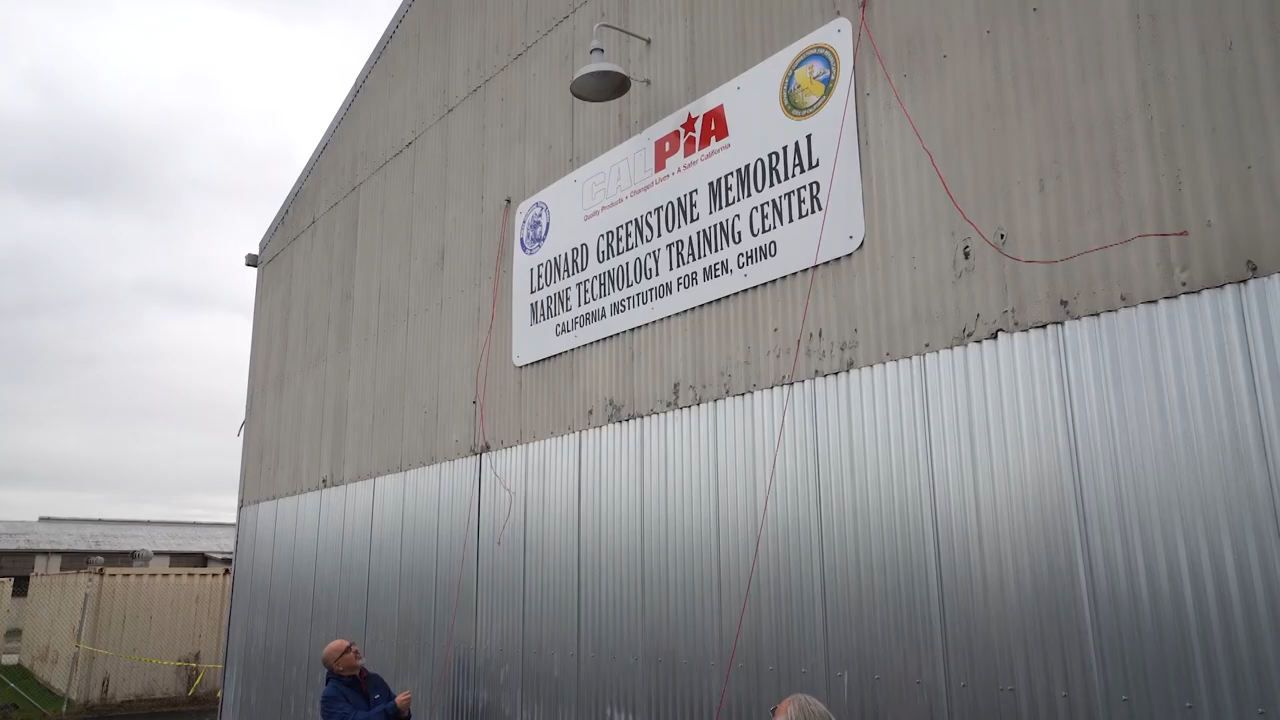 CALPiA
Quality Products • Changed Lives • A Safer California
LEONARD GREENSTONE MEMORIAL
MARINE TECHNOLOGY TRAINING CENTER
CALIFORNIA INSTITUTION FOR MEN, CHINO